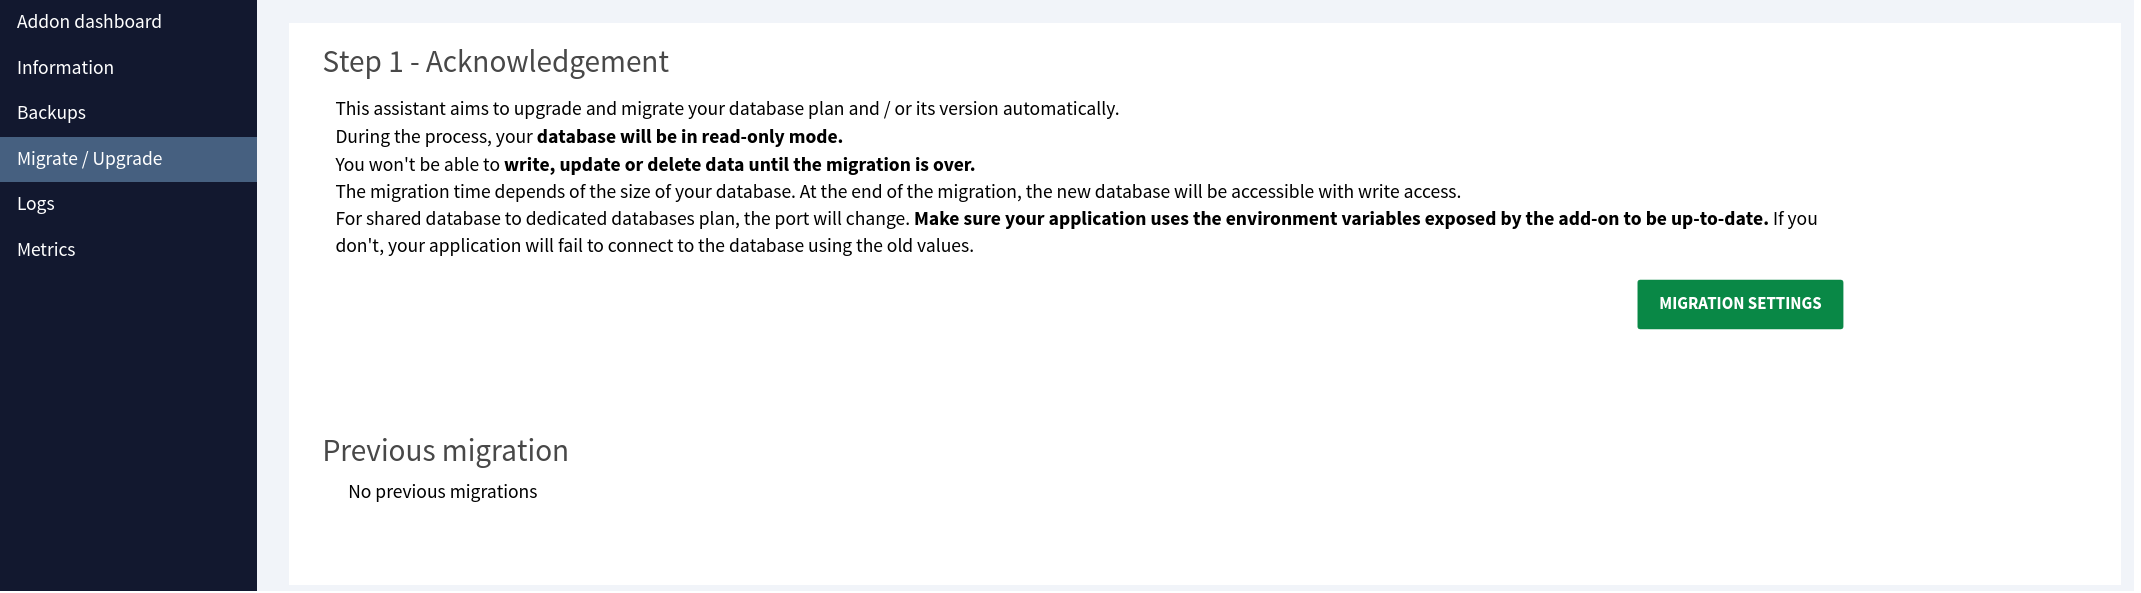 Addon dashboard
Information
Backups
Migrate / Upgrade
Logs
Metrics
Step 1 - Acknowledgement
This assistant aims to upgrade and migrate your database plan and / or its version automatically.
During the process, your database will be in read-only mode.
You won't be able to write, update or delete data until the migration is over.
The migration time depends of the size of your database. At the end of the migration, the new database will be accessible with write access.
For shared database to dedicated databases plan, the port will change. Make sure your application uses the environment variables exposed by the add-on to be up-to-date. If you
don't, your application will fail to connect to the database using the old values.
MIGRATION SETTINGS
Previous migration
No previous migrations